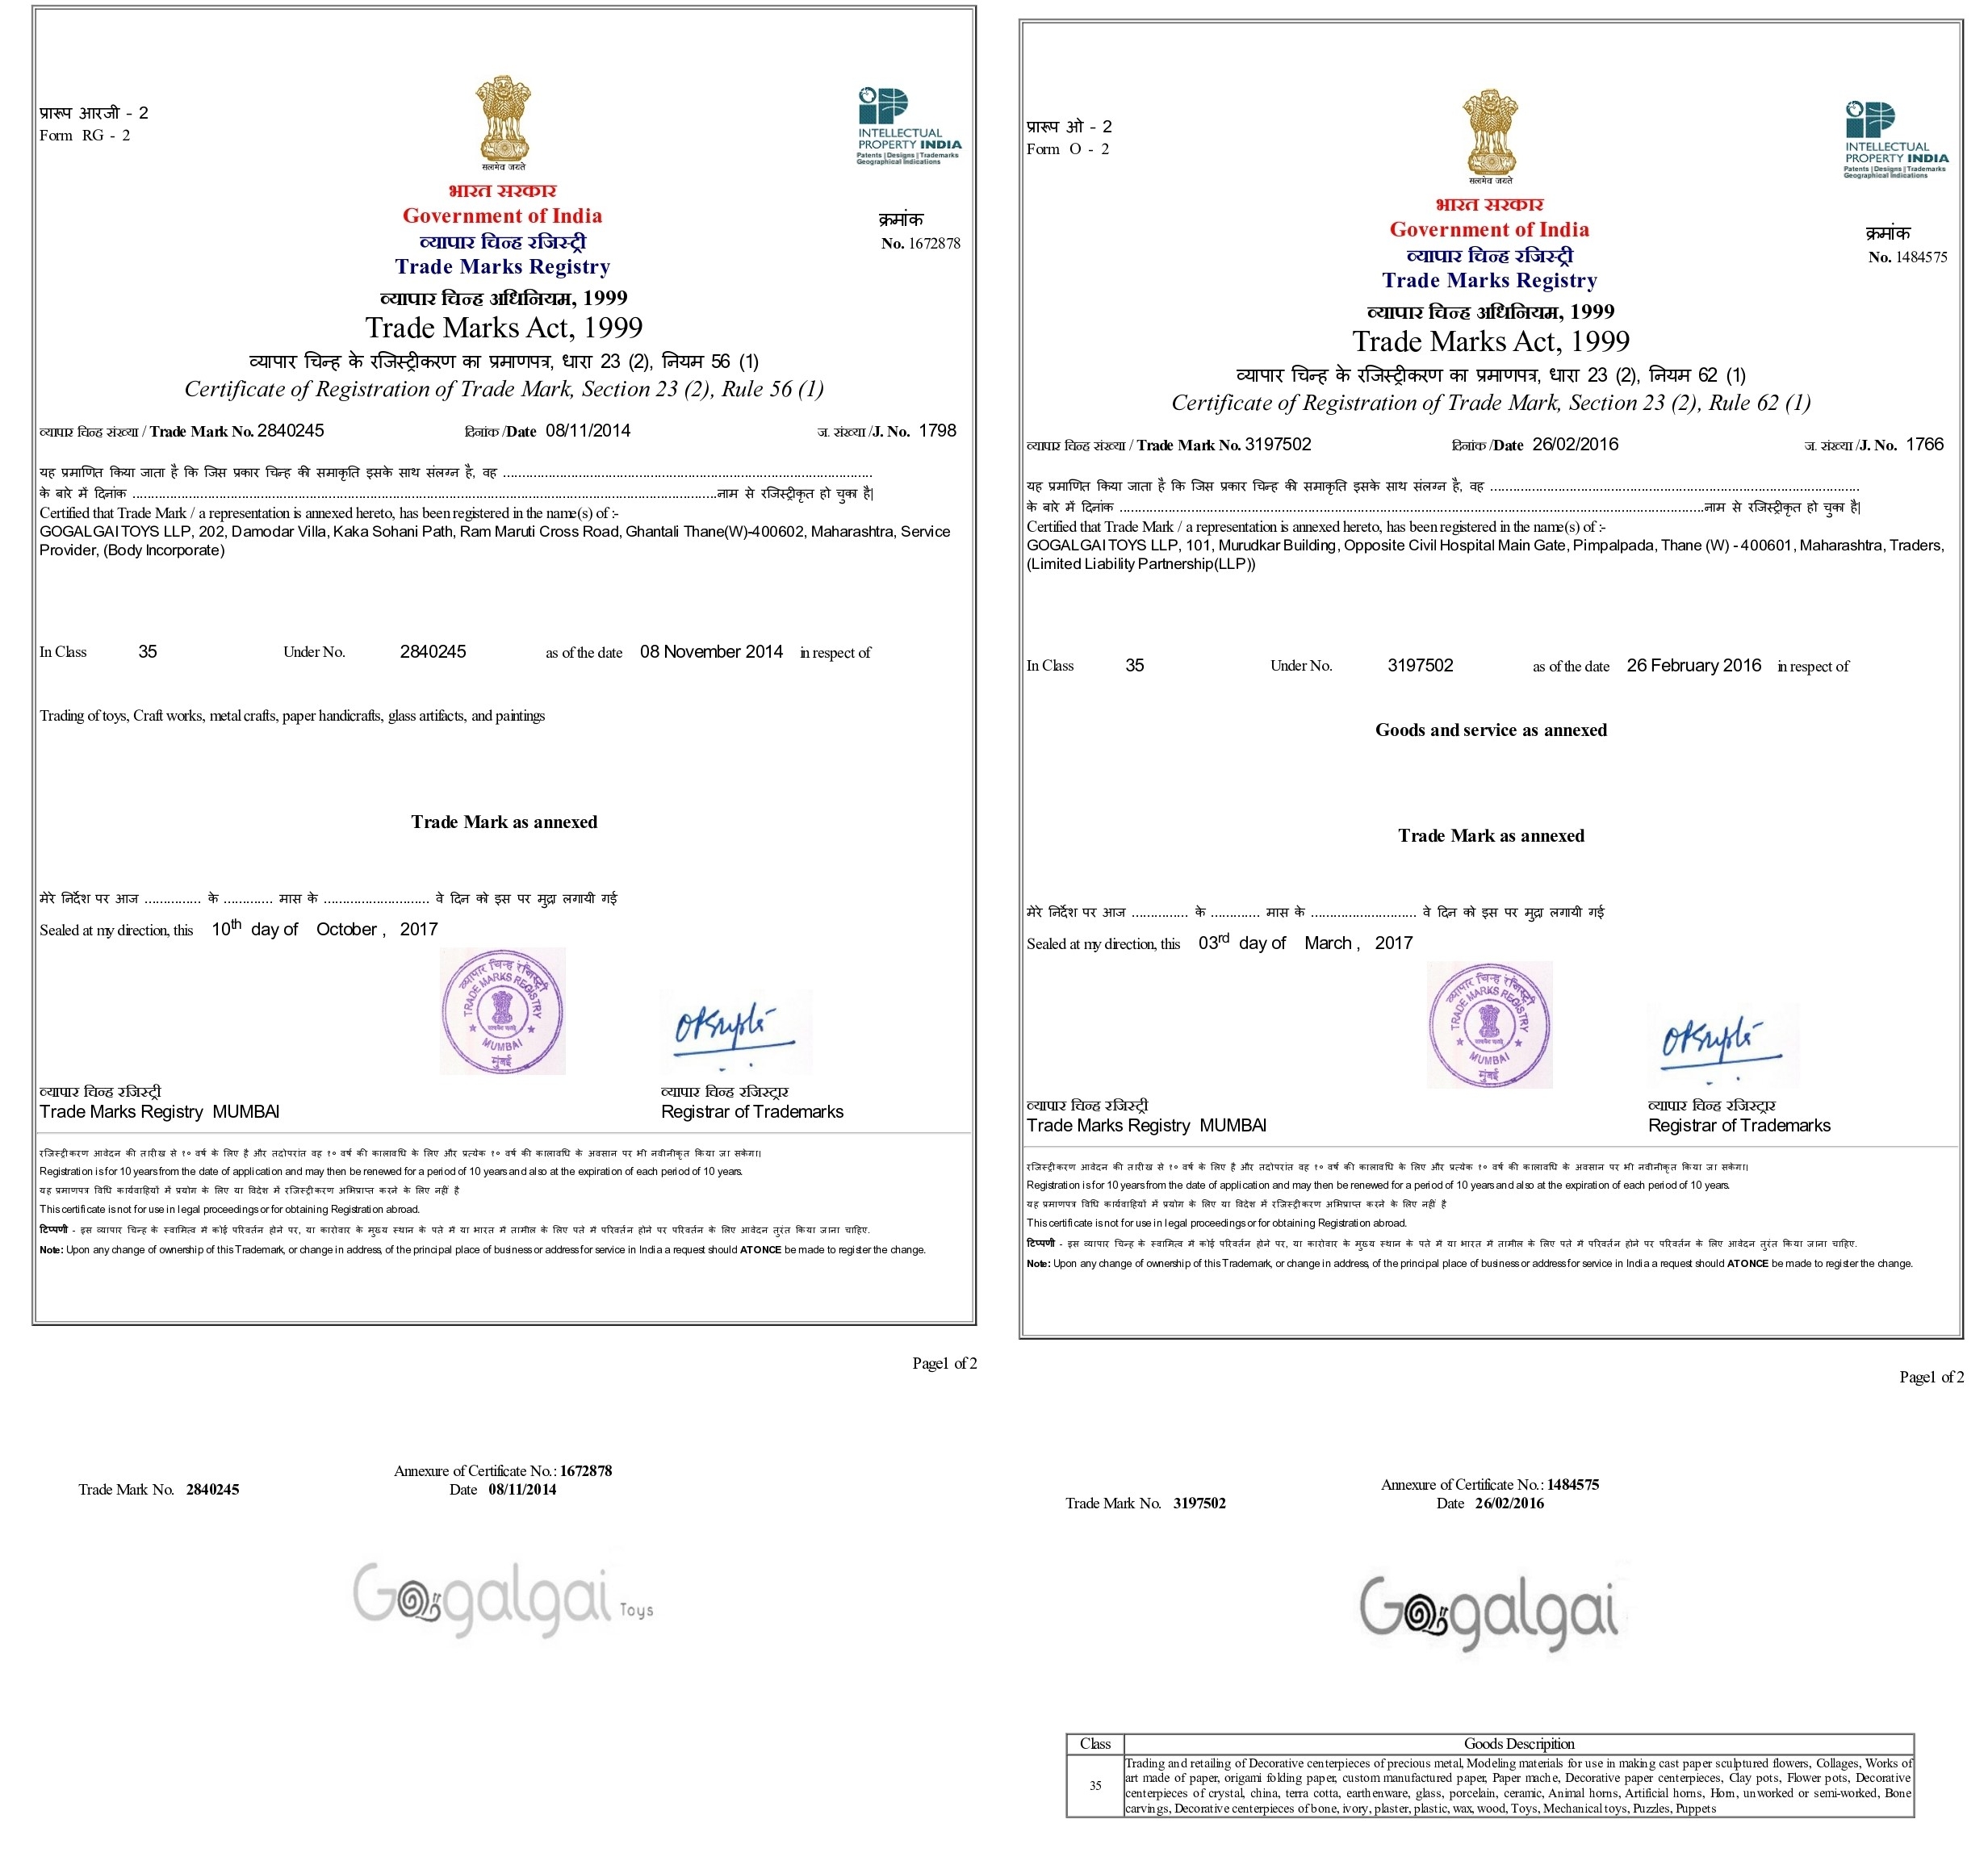 प्रारूप आरजी - 2
Form RG - 2
सत्यमेव जयते
INTELLECTUAL
PROPERTY INDIA
Patents | Designs | Trademarks
Geographical Indications
भारत सरकार
Government of India
व्यापार चिन्ह रजिस्ट्री
Trade Marks Registry
क्रमांक
No. 1672878
व्यापार चिन्ह अधिनियम, 1999
Trade Marks Act, 1999
व्यापार चिन्ह के रजिस्ट्रीकरण का प्रमाणपत्र, धारा 23 (2), नियम 56 (1)
Certificate of Registration of Trade Mark, Section 23 (2), Rule 56 (1)
व्यापार चिन्ह संख्या / Trade Mark No. 2840245 दिनांक /Date 08/11/2014 ज. संख्या /J. No. 1798
यह प्रमाणित किया जाता है कि जिस प्रकार चिन्ह की समाकृति इसके साथ संलग्न है, वह ..................................................................................................
के बारे में दिनांक ...........................................................................................................................................................नाम से रजिस्ट्रीकृत हो चुका है|
Certified that Trade Mark / a representation is annexed hereto, has been registered in the name(s) of :-
GOGALGAI TOYS LLP, 202, Damodar Villa, Kaka Sohani Path, Ram Maruti Cross Road, Ghantali Thane(W)-400602, Maharashtra, Service
Provider, (Body Incorporate)
In Class 35 Under No. 2840245 as of the date 08 November 2014 in respect of
Trading of toys, Craft works, metal crafts, paper handicrafts, glass artifacts, and paintings
Trade Mark as annexed
मेरे निर्देश पर आज ............... के ............. मास के ............................ वे दिन को इस पर मुद्रा लगायी गई
Sealed at my direction, this 10th day of October , 2017
व्यापार चिन्ह रजिस्ट्री
TRADE MARKS REGISTRY
MUMBAI
मुंबई
व्यापार चिन्ह रजिस्ट्री
Trade Marks Registry MUMBAI
व्यापार चिन्ह रजिस्ट्रार
Registrar of Trademarks
रजिस्ट्रीकरण आवेदन की तारीख से १० वर्ष के लिए है और तदोपरांत वह १० वर्ष की कालावधि के लिए और प्रत्येक १० वर्ष की कालावधि के अवसान पर भी नवीनीकृत किया जा सकेगा।
Registration is for 10 years from the date of application and may then be renewed for a period of 10 years and also at the expiration of each period of 10 years.
यह प्रमाणपत्र विधि कार्यवाहियों में प्रयोग के लिए या विदेश में रजिस्ट्रीकरण अभिप्राप्त करने के लिए नहीं है
This certificate is not for use in legal proceedings or for obtaining Registration abroad.
टिप्पणी - इस व्यापार चिन्ह के स्वामित्व में कोई परिवर्तन होने पर, या कारोवार के मुख्य स्थान के पते में या भारत में तामील के लिए पते में परिवर्तन होने पर परिवर्तन के लिए आवेदन तुरंत किया जाना चाहिए.
Note: Upon any change of ownership of this Trademark, or change in address, of the principal place of business or address for service in India a request should AT ONCE be made to register the change.
Page1 of 2
Annexure of Certificate No.: 1672878
Trade Mark No. 2840245 Date 08/11/2014
Gogalgai Toys
प्रारूप ओ - 2
Form O - 2
सत्यमेव जयते
INTELLECTUAL
PROPERTY INDIA
Patents | Designs | Trademarks
Geographical Indications
भारत सरकार
Government of India
व्यापार चिन्ह रजिस्ट्री
Trade Marks Registry
क्रमांक
No. 1484575
व्यापार चिन्ह अधिनियम, 1999
Trade Marks Act, 1999
व्यापार चिन्ह के रजिस्ट्रीकरण का प्रमाणपत्र, धारा 23 (2), नियम 62 (1)
Certificate of Registration of Trade Mark, Section 23 (2), Rule 62 (1)
व्यापार चिन्ह संख्या / Trade Mark No. 3197502 दिनांक /Date 26/02/2016 ज. संख्या /J. No. 1766
यह प्रमाणित किया जाता है कि जिस प्रकार चिन्ह की समाकृति इसके साथ संलग्न है, वह ..................................................................................................
के बारे में दिनांक ...........................................................................................................................................................नाम से रजिस्ट्रीकृत हो चुका है|
Certified that Trade Mark / a representation is annexed hereto, has been registered in the name(s) of :-
GOGALGAI TOYS LLP, 101, Murudkar Building, Opposite Civil Hospital Main Gate, Pimpalpada, Thane (W) - 400601, Maharashtra, Traders,
(Limited Liability Partnership(LLP))
In Class 35 Under No. 3197502 as of the date 26 February 2016 in respect of
Goods and service as annexed
Trade Mark as annexed
मेरे निर्देश पर आज ............... के ............. मास के ............................ वे दिन को इस पर मुद्रा लगायी गई
Sealed at my direction, this 03rd day of March , 2017
व्यापार चिन्ह रजिस्ट्री
TRADE MARKS REGISTRY
MUMBAI
मुंबई
व्यापार चिन्ह रजिस्ट्री
Trade Marks Registry MUMBAI
व्यापार चिन्ह रजिस्ट्रार
Registrar of Trademarks
रजिस्ट्रीकरण आवेदन की तारीख से १० वर्ष के लिए है और तदोपरांत वह १० वर्ष की कालावधि के लिए और प्रत्येक १० वर्ष की कालावधि के अवसान पर भी नवीनीकृत किया जा सकेगा।
Registration is for 10 years from the date of application and may then be renewed for a period of 10 years and also at the expiration of each period of 10 years.
यह प्रमाणपत्र विधि कार्यवाहियों में प्रयोग के लिए या विदेश में रजिस्ट्रीकरण अभिप्राप्त करने के लिए नहीं है
This certificate is not for use in legal proceedings or for obtaining Registration abroad.
टिप्पणी - इस व्यापार चिन्ह के स्वामित्व में कोई परिवर्तन होने पर, या कारोवार के मुख्य स्थान के पते में या भारत में तामील के लिए पते में परिवर्तन होने पर परिवर्तन के लिए आवेदन तुरंत किया जाना चाहिए.
Note: Upon any change of ownership of this Trademark, or change in address, of the principal place of business or address for service in India a request should AT ONCE be made to register the change.
Page1 of 2
Annexure of Certificate No.: 1484575
Trade Mark No. 3197502 Date 26/02/2016
Gogalgai
Class Goods Descripition
35
Trading and retailing of Decorative centerpieces of precious metal, Modeling materials for use in making cast paper sculptured flowers, Collages, Works of
art made of paper, origami folding paper, custom manufactured paper, Paper mache, Decorative paper centerpieces, Clay pots, Flower pots, Decorative
centerpieces of crystal, china, terra cotta, earthenware, glass, porcelain, ceramic, Animal horns, Artificial horns, Horn, unworked or semi-worked, Bone
carvings, Decorative centerpieces of bone, ivory, plaster, plastic, wax, wood, Toys, Mechanical toys, Puzzles, Puppets